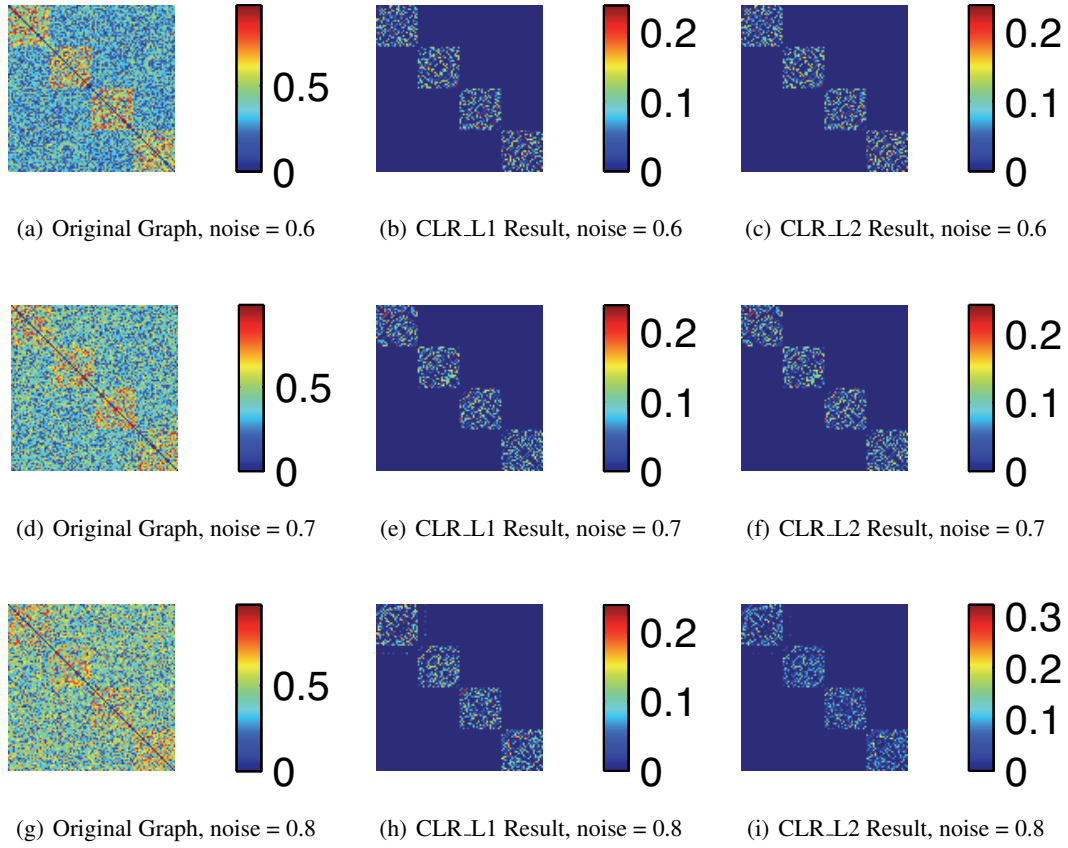 0.5
0
0.2
0.1
0
0.2
0.1
0
(a) Original Graph, noise = 0.6
(b) CLR_L1 Result, noise = 0.6
(c) CLR_L2 Result, noise = 0.6
0.5
0
0.2
0.1
0
0.2
0.1
0
(d) Original Graph, noise = 0.7
(e) CLR_L1 Result, noise = 0.7
(f) CLR_L2 Result, noise = 0.7
0.5
0
0.2
0.1
0
0.3
0.2
0.1
0
(g) Original Graph, noise = 0.8
(h) CLR_L1 Result, noise = 0.8
(i) CLR_L2 Result, noise = 0.8